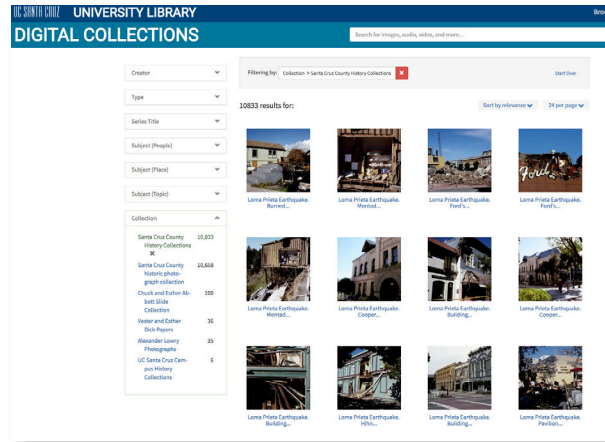 UC SANTA CRUZ UNIVERSITY LIBRARY
Brow
DIGITAL COLLECTIONS
Search for images, audio, video, and more...
Creator
Type
Series Title
Subject (People)
Subject (Place)
Subject (Topic)
Collection
Santa Cruz County History Collections 10,833
Santa Cruz County historic photo-graph collection 10,659
Chuck and Esther Ab-bott Slide Collection 100
Vester and Esther Dick Papers 36
Alexander Lowry Photographs 35
UC Santa Cruz Cam-pus History Collections 6
Filtering by: Collection > Santa Cruz County History Collections
Start Over
10833 results for:
Sort by relevance
24 per page
Ford's
Loma Prieta Earthquake. Burned...
Loma Prieta Earthquake. Montad...
Loma Prieta Earthquake. Ford's...
Loma Prieta Earthquake. Ford's...
Loma Prieta Earthquake. Montad...
Loma Prieta Earthquake. Cooper...
Loma Prieta Earthquake. Building...
Loma Prieta Earthquake. Cooper...
Loma Prieta Earthquake. Building...
Loma Prieta Earthquake. Hihn...
Loma Prieta Earthquake. Building...
Loma Prieta Earthquake. Pavilion...